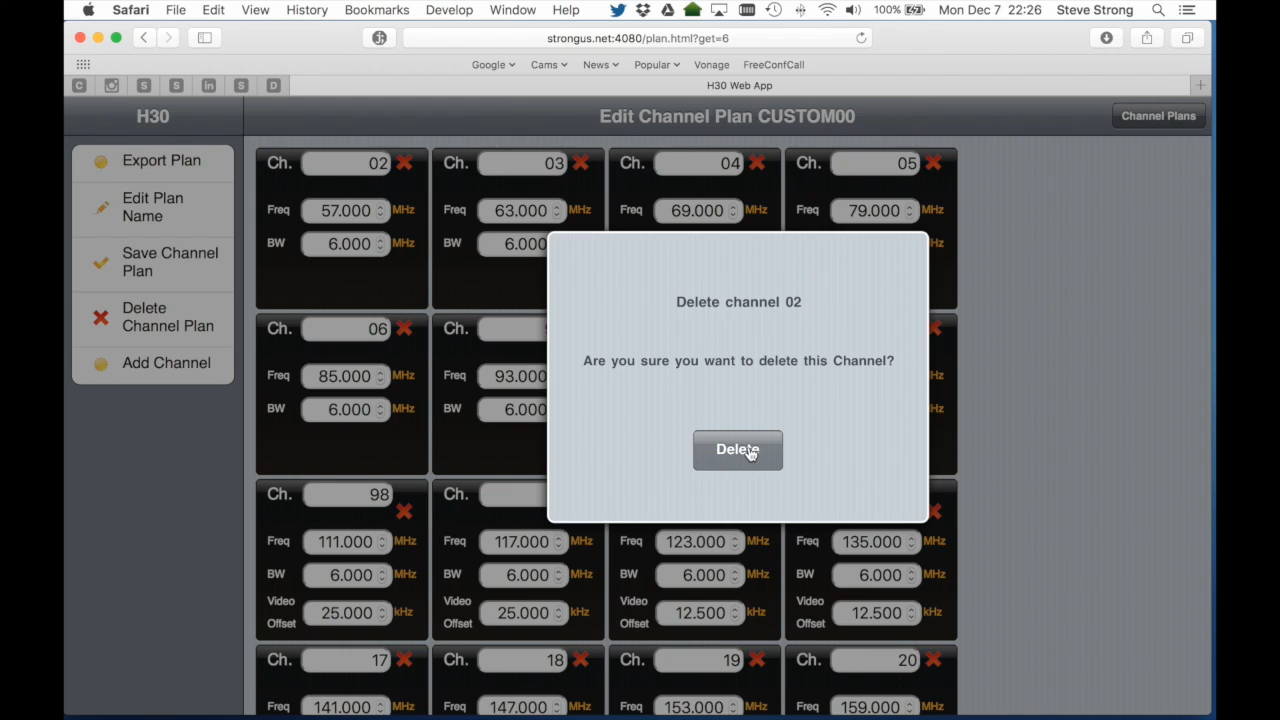 Safari File Edit View History Bookmarks Develop Window Help 100% Mon Dec 7 22:26 Steve Strong
strongus.net:4080/plan.html?get=6
Google Cams News Popular Vonage FreeConfCall
C S S in S D H30 Web App
H30 Edit Channel Plan CUSTOM00 Channel Plans
Export Plan
Edit Plan
Name
Save Channel
Plan
Delete
Channel Plan
Add Channel
Ch. 02 Ch. 03 Ch. 04 Ch. 05
Freq 57.000 MHz Freq 63.000 MHz Freq 69.000 MHz Freq 79.000 MHz
BW 6.000 MHz BW 6.000 Hz
Delete channel 02
Are you sure you want to delete this Channel?
Delete
Ch. 06 Ch.
Freq 85.000 MHz Freq 93.000 Hz
BW 6.000 MHz BW 6.000 Hz
Ch. 98 Ch.
Freq 111.000 MHz Freq 117.000 MHz Freq 123.000 MHz Freq 135.000 MHz
BW 6.000 MHz BW 6.000 MHz BW 6.000 MHz BW 6.000 MHz
Video
Offset 25.000 kHz Video
Offset 25.000 kHz Video
Offset 12.500 kHz Video
Offset 12.500 kHz
Ch. 17 Ch. 18 Ch. 19 Ch. 20
Freq 141.000 MHz Freq 147.000 MHz Freq 153.000 MHz Freq 159.000 MHz